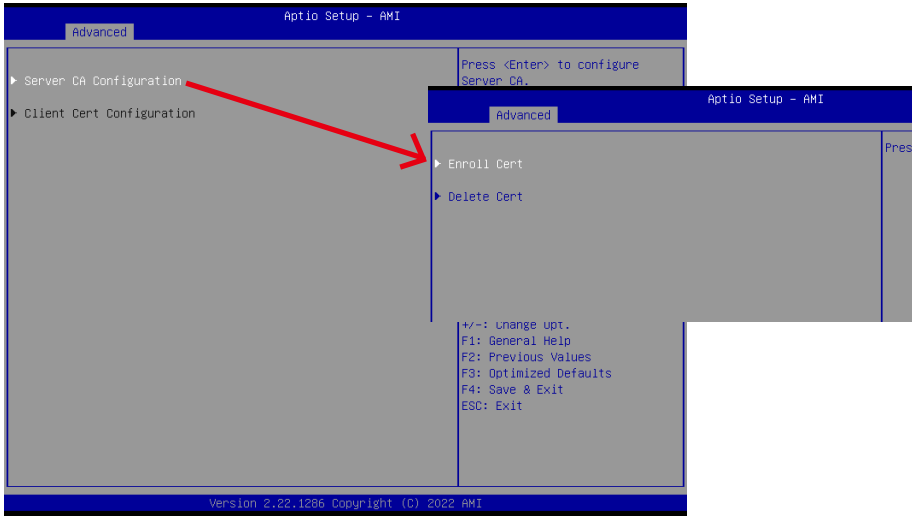 Aptio Setup – AMI
Advanced
▶ Server CA Configuration
▶ Client Cert Configuration
Press <Enter> to configure
Server CA.
Aptio Setup – AMI
Advanced
▶ Enroll Cert
▶ Delete Cert
Pres
+/-: Change Opt.
F1: General Help
F2: Previous Values
F3: Optimized Defaults
F4: Save & Exit
ESC: Exit
Version 2.22.1286 Copyright (C) 2022 AMI